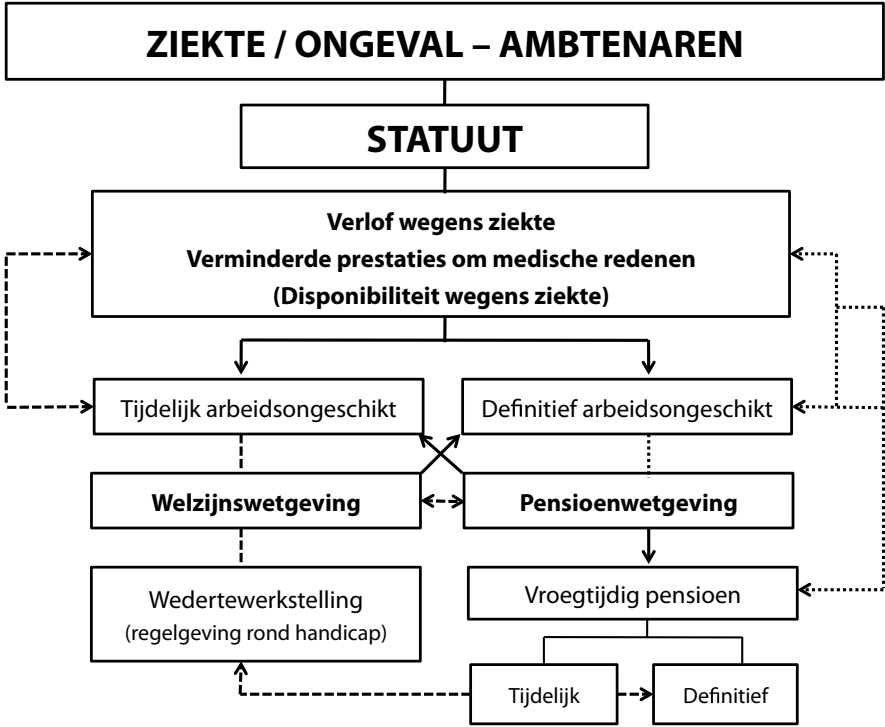 ZIEKTE / ONGEVAL – AMBTENAREN
STATUUT
Verlof wegens ziekte
Verminderde prestaties om medische redenen
(Disponibiliteit wegens ziekte)
Tijdelijk arbeidsongeschikt
Definitief arbeidsongeschikt
Welzijnswetgeving
Pensioenwetgeving
Wedertewerkstelling
(regelgeving rond handicap)
Vroegtijdig pensioen
Tijdelijk
Definitief